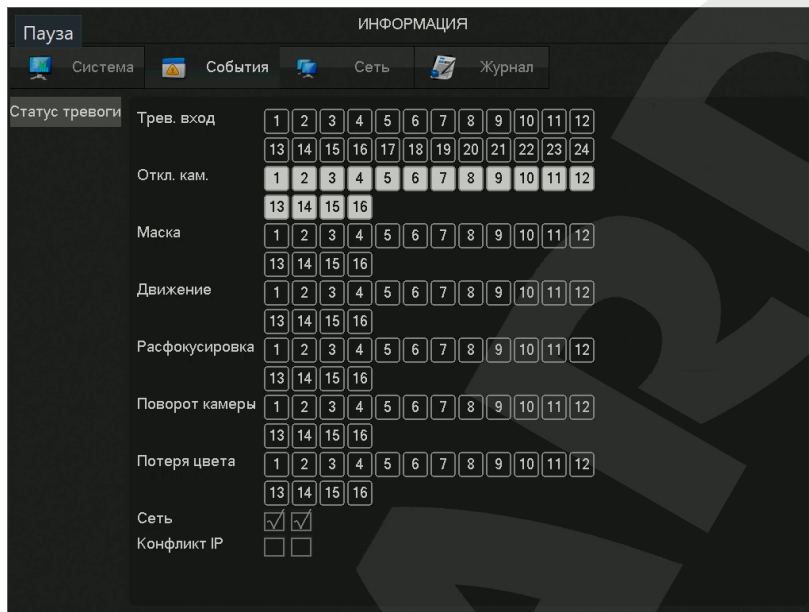 ИНФОРМАЦИЯ
Пауза
Система События Сеть Журнал
Статус тревоги
Трев. вход 1 2 3 4 5 6 7 8 9 10 11 12
13 14 15 16 17 18 19 20 21 22 23 24
Откл. кам. 1 2 3 4 5 6 7 8 9 10 11 12
13 14 15 16
Маска 1 2 3 4 5 6 7 8 9 10 11 12
13 14 15 16
Движение 1 2 3 4 5 6 7 8 9 10 11 12
13 14 15 16
Расфокусировка 1 2 3 4 5 6 7 8 9 10 11 12
13 14 15 16
Поворот камеры 1 2 3 4 5 6 7 8 9 10 11 12
13 14 15 16
Потеря цвета 1 2 3 4 5 6 7 8 9 10 11 12
13 14 15 16
Сеть
Конфликт IP